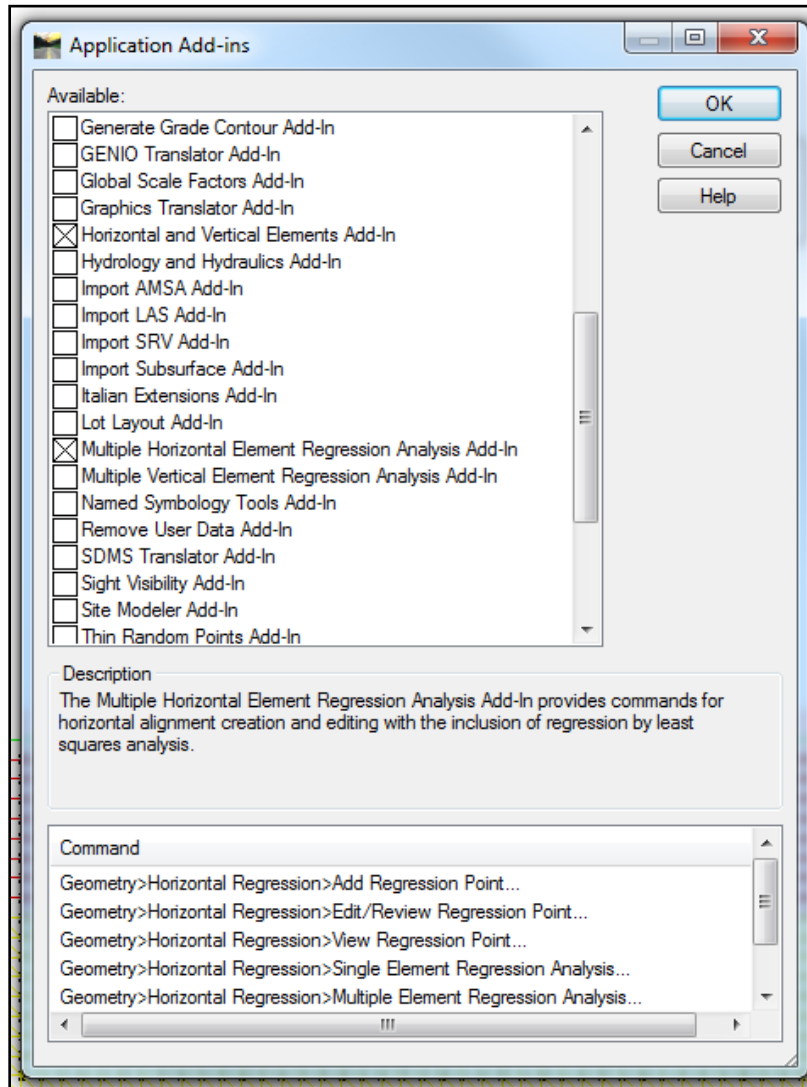 Application Add-ins
Available:
OK
Cancel
Help
Generate Grade Contour Add-In
GENIO Translator Add-In
Global Scale Factors Add-In
Graphics Translator Add-In
Horizontal and Vertical Elements Add-In
Hydrology and Hydraulics Add-In
Import AMSA Add-In
Import LAS Add-In
Import SRV Add-In
Import Subsurface Add-In
Italian Extensions Add-In
Lot Layout Add-In
Multiple Horizontal Element Regression Analysis Add-In
Multiple Vertical Element Regression Analysis Add-In
Named Symbology Tools Add-In
Remove User Data Add-In
SDMS Translator Add-In
Sight Visibility Add-In
Site Modeler Add-In
Thin Random Points Add-In
Description
The Multiple Horizontal Element Regression Analysis Add-In provides commands for
horizontal alignment creation and editing with the inclusion of regression by least
squares analysis.
Command
Geometry>Horizontal Regression>Add Regression Point...
Geometry>Horizontal Regression>Edit/Review Regression Point...
Geometry>Horizontal Regression>View Regression Point...
Geometry>Horizontal Regression>Single Element Regression Analysis...
Geometry>Horizontal Regression>Multiple Element Regression Analysis...